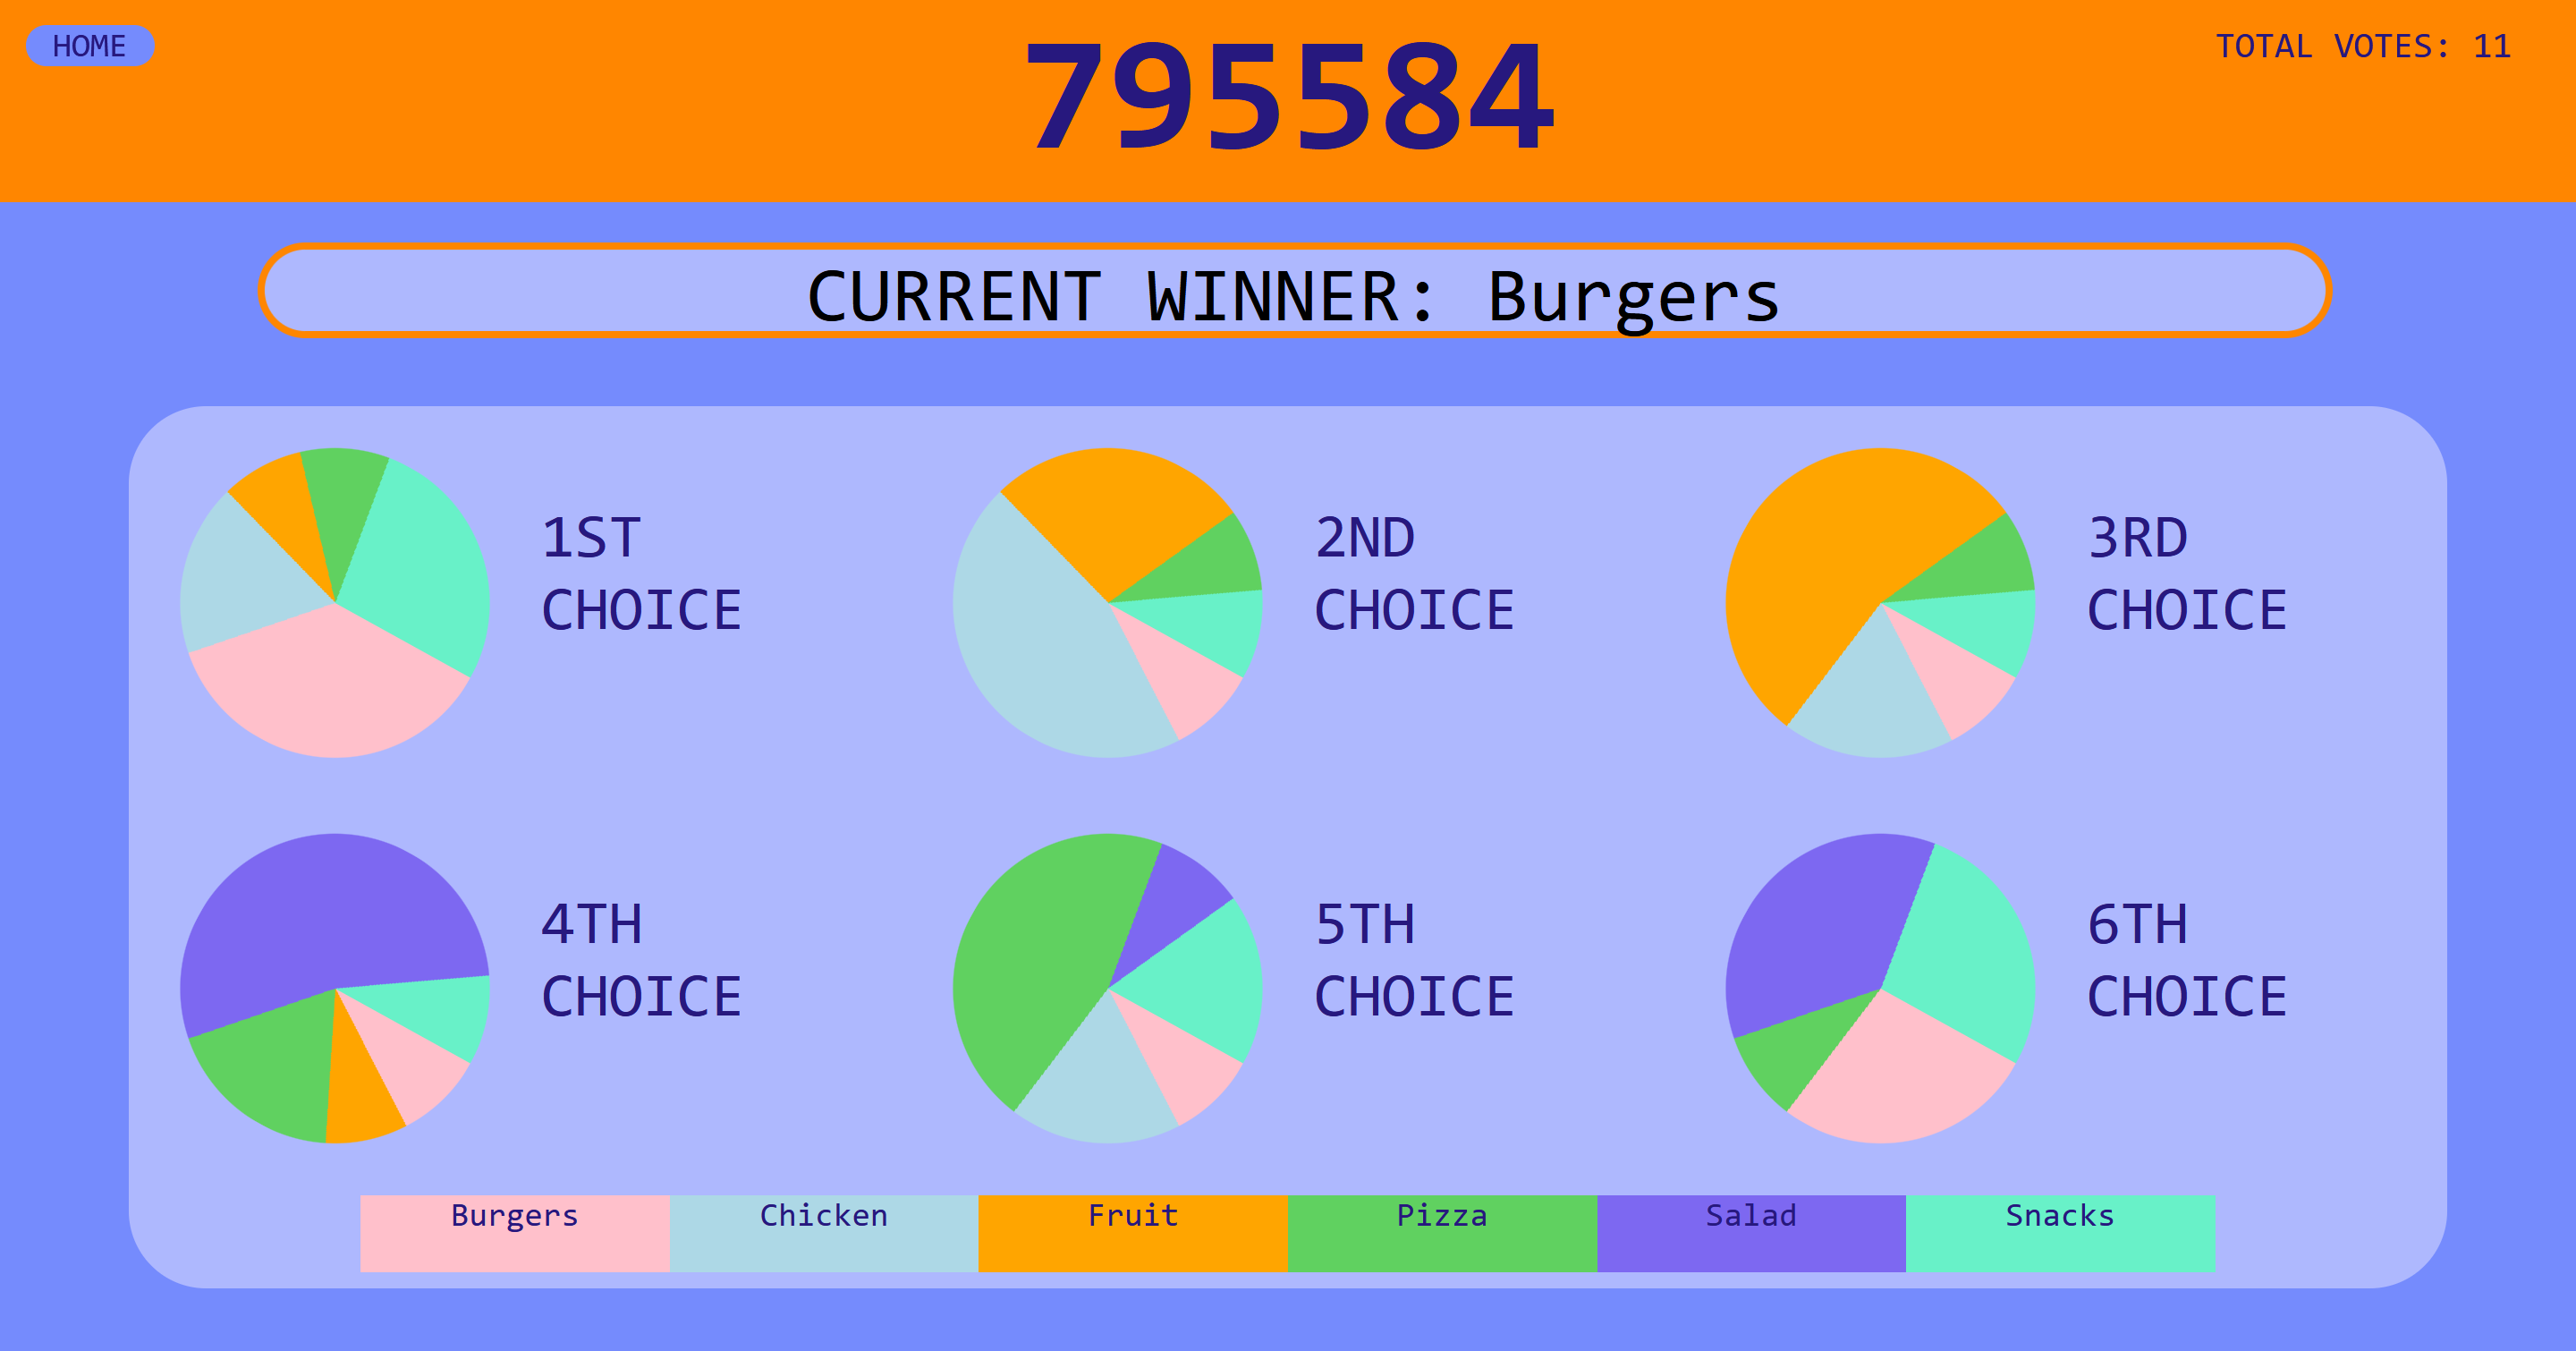 HOME
795584
TOTAL VOTES: 11
CURRENT WINNER: Burgers
1ST
CHOICE
2ND
CHOICE
3RD
CHOICE
4TH
CHOICE
5TH
CHOICE
6TH
CHOICE
Burgers
Chicken
Fruit
Pizza
Salad
Snacks